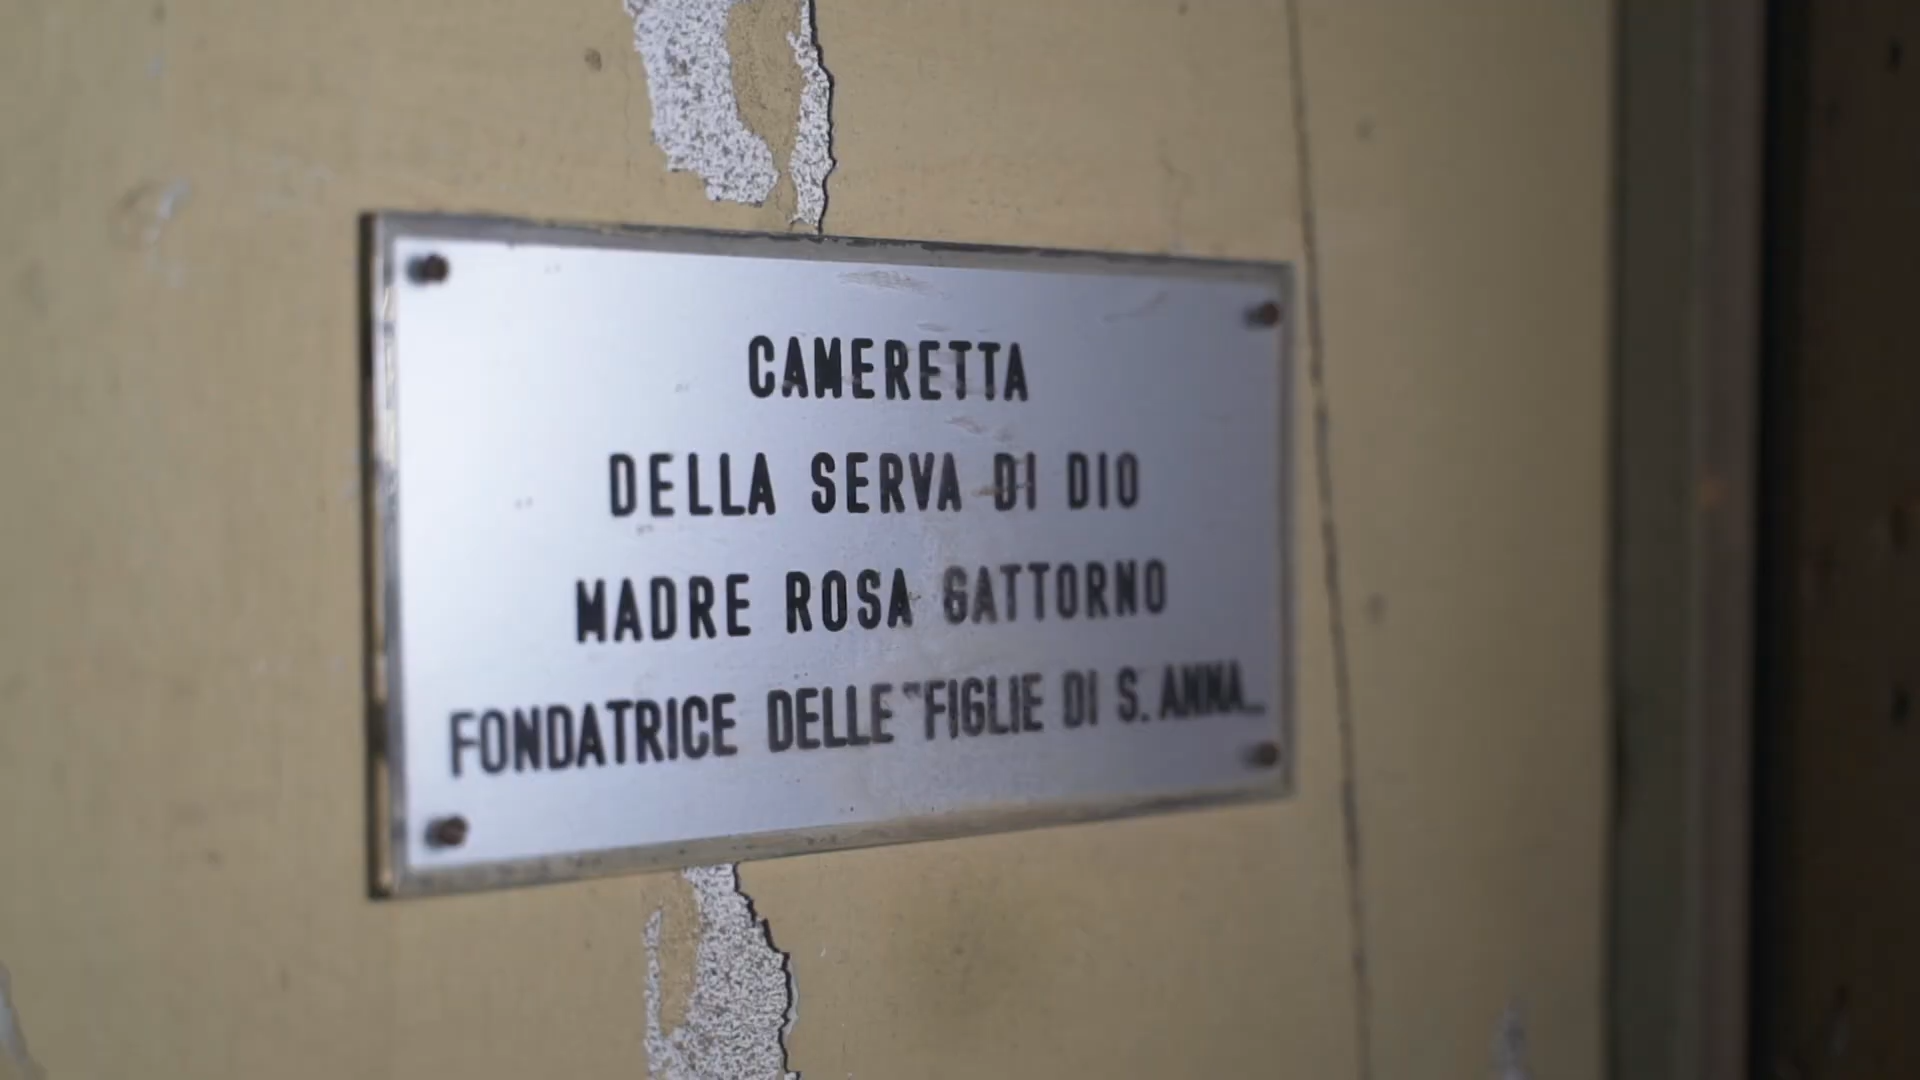 CAMERETTA
DELLA SERVA DI DIO
MADRE ROSA GATTORNO
FONDATRICE DELLE "FIGLIE DI S. ANNA„